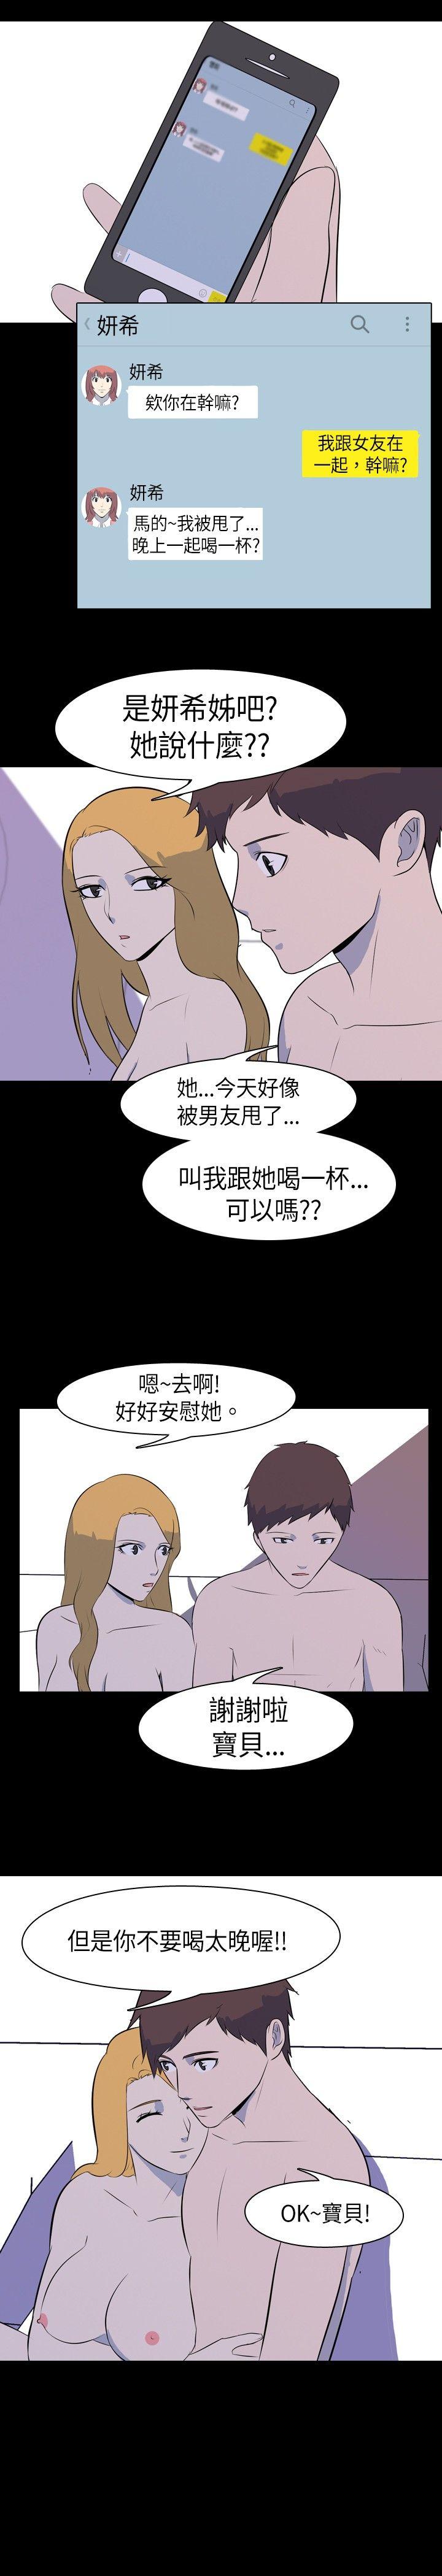 妍希
妍希
欸你在幹嘛?
我跟女友在
一起，幹嘛?
妍希
馬的~我被甩了...
晚上一起喝一杯?
是妍希姊吧?
她說什麼??
她...今天好像
被男友甩了...
叫我跟她喝一杯...
可以嗎??
嗯~去啊!
好好安慰她。
謝謝啦
寶貝...
但是你不要喝太晚喔!!
OK~寶貝!